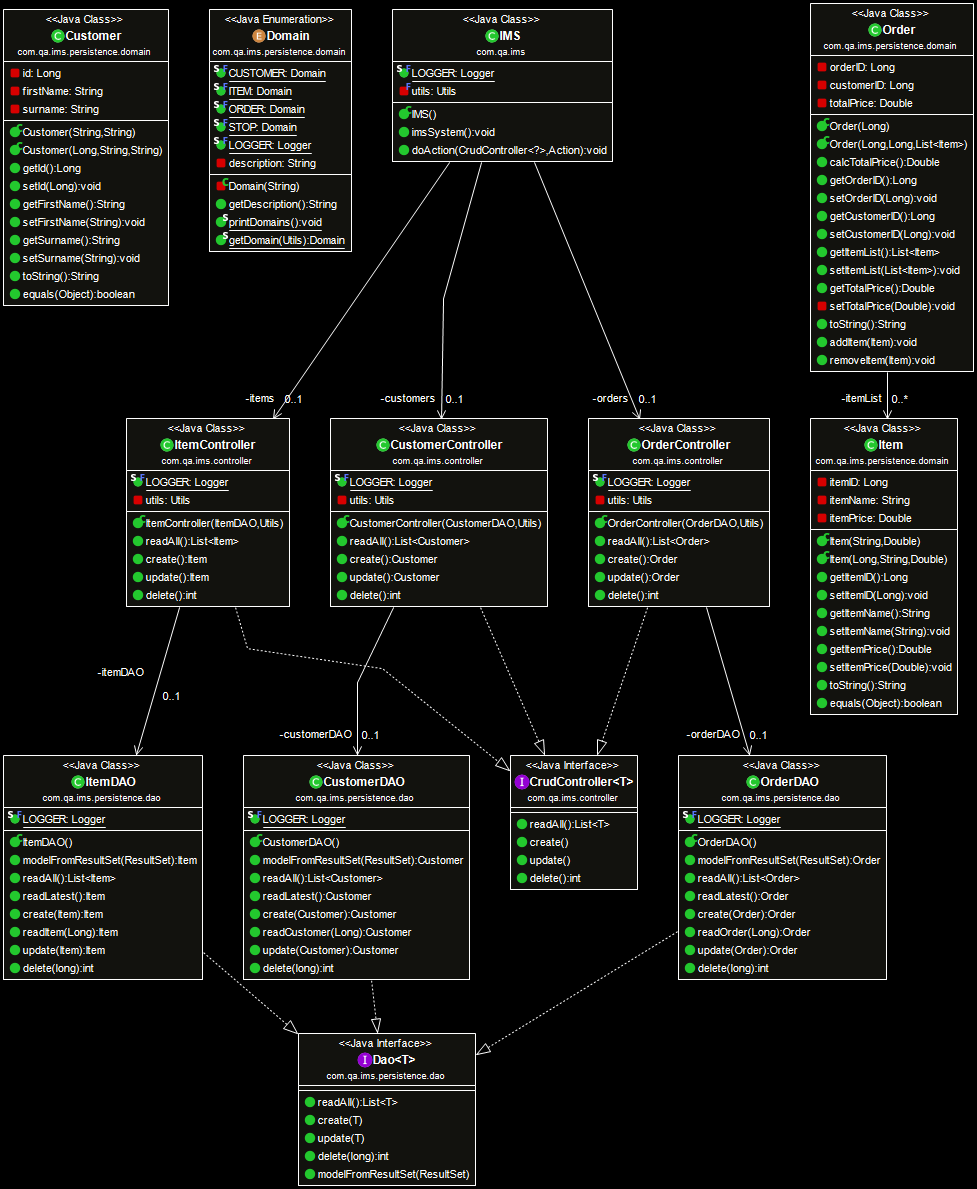 <<Java Class>>
Customer
com.qa.ims.persistence.domain
id: Long
firstName: String
surname: String
Customer(String,String)
Customer(Long,String,String)
getId():Long
setId(Long):void
getFirstName():String
setFirstName(String):void
getSurname():String
setSurname(String):void
toString():String
equals(Object):boolean
<<Java Enumeration>>
Domain
com.qa.ims.persistence.domain
CUSTOMER: Domain
ITEM: Domain
ORDER: Domain
STOP: Domain
LOGGER: Logger
description: String
Domain(String)
getDescription():String
printDomains():void
getDomain(Utils):Domain
<<Java Class>>
IMS
com.qa.ims
LOGGER: Logger
utils: Utils
IMS()
imsSystem():void
doAction(CrudController<?>,Action):void
<<Java Class>>
Order
com.qa.ims.persistence.domain
orderID: Long
customerID: Long
totalPrice: Double
Order(Long)
Order(Long,Long,List<Item>)
calcTotalPrice():Double
getOrderID():Long
setOrderID(Long):void
getCustomerID():Long
setCustomerID(Long):void
getItemList():List<Item>
setItemList(List<Item>):void
getTotalPrice():Double
setTotalPrice(Double):void
toString():String
addItem(Item):void
removeItem(Item):void
-items 0..1
-customers 0..1
-orders 0..1
-itemList 0..*
<<Java Class>>
ItemController
com.qa.ims.controller
LOGGER: Logger
utils: Utils
ItemController(ItemDAO,Utils)
readAll():List<Item>
create():Item
update():Item
delete():int
<<Java Class>>
CustomerController
com.qa.ims.controller
LOGGER: Logger
utils: Utils
CustomerController(CustomerDAO,Utils)
readAll():List<Customer>
create():Customer
update():Customer
delete():int
<<Java Class>>
OrderController
com.qa.ims.controller
LOGGER: Logger
utils: Utils
OrderController(OrderDAO,Utils)
readAll():List<Order>
create():Order
update():Order
delete():int
<<Java Class>>
Item
com.qa.ims.persistence.domain
itemID: Long
itemName: String
itemPrice: Double
Item(String,Double)
Item(Long,String,Double)
getItemID():Long
setItemID(Long):void
getItemName():String
setItemName(String):void
getItemPrice():Double
setItemPrice(Double):void
toString():String
equals(Object):boolean
-itemDAO
0..1
-customerDAO 0..1
-orderDAO 0..1
<<Java Class>>
ItemDAO
com.qa.ims.persistence.dao
LOGGER: Logger
ItemDAO()
modelFromResultSet(ResultSet):Item
readAll():List<Item>
readLatest():Item
create(Item):Item
readItem(Long):Item
update(Item):Item
delete(long):int
<<Java Class>>
CustomerDAO
com.qa.ims.persistence.dao
LOGGER: Logger
CustomerDAO()
modelFromResultSet(ResultSet):Customer
readAll():List<Customer>
readLatest():Customer
create(Customer):Customer
readCustomer(Long):Customer
update(Customer):Customer
delete(long):int
<<Java Interface>>
CrudController<T>
com.qa.ims.controller
readAll():List<T>
create()
update()
delete():int
<<Java Class>>
OrderDAO
com.qa.ims.persistence.dao
LOGGER: Logger
OrderDAO()
modelFromResultSet(ResultSet):Order
readAll():List<Order>
readLatest():Order
create(Order):Order
readOrder(Long):Order
update(Order):Order
delete(long):int
<<Java Interface>>
Dao<T>
com.qa.ims.persistence.dao
readAll():List<T>
create(T)
update(T)
delete(long):int
modelFromResultSet(ResultSet)